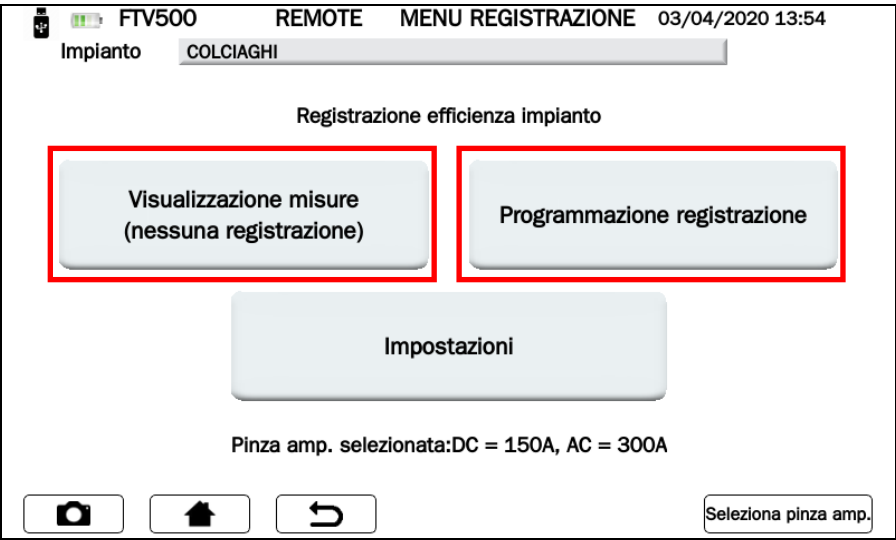 FTV500 REMOTE MENU REGISTRAZIONE 03/04/2020 13:54
Impianto COLCIAGHI
Registrazione efficienza impianto
Visualizzazione misure
(nessuna registrazione)
Programmazione registrazione
Impostazioni
Pinza amp. selezionata:DC = 150A, AC = 300A
Seleziona pinza amp.